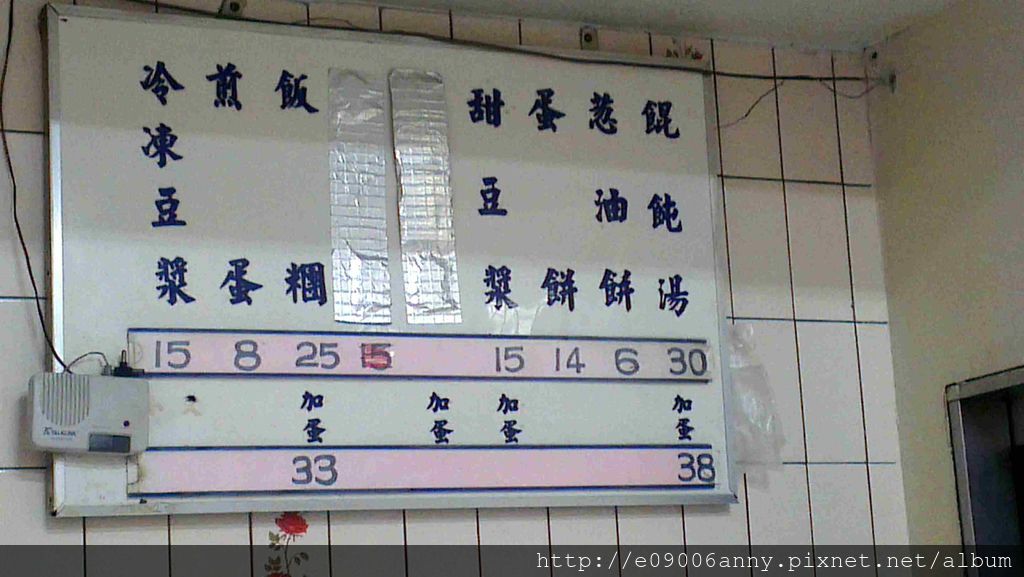 餛飩湯
蔥油餅
蛋餅
甜豆漿
飯糰
煎蛋
冷凍豆漿
15 8 25 15 15 14 6 30
加蛋 加蛋 加蛋 加蛋
33 38
http://e09006anny.pixnet.net/album